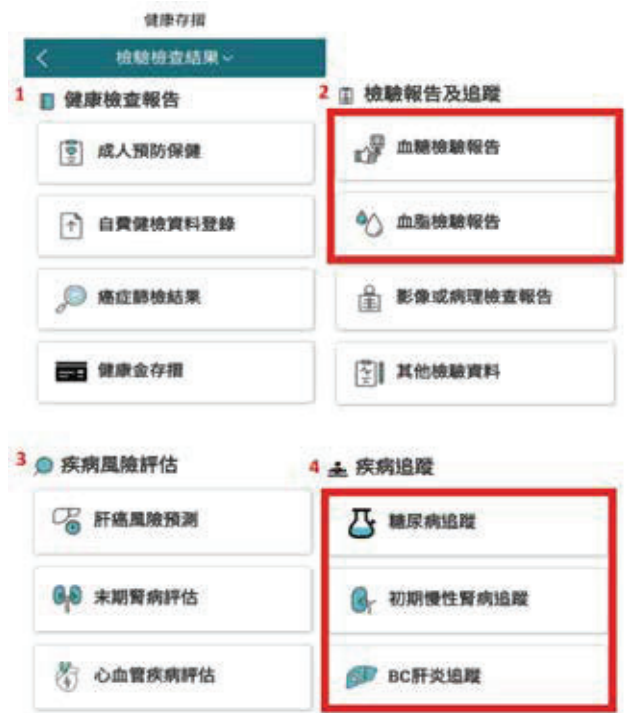 健康存摺
檢驗檢查結果
1 健康檢查報告
成人預防保健
自費健檢資料登錄
癌症篩檢結果
健康金存摺
2 檢驗報告及追蹤
血糖檢驗報告
血脂檢驗報告
影像或病理檢查報告
其他檢驗資料
3 疾病風險評估
肝癌風險預測
末期腎病評估
心血管疾病評估
4 疾病追蹤
糖尿病追蹤
初期慢性腎病追蹤
BC肝炎追蹤